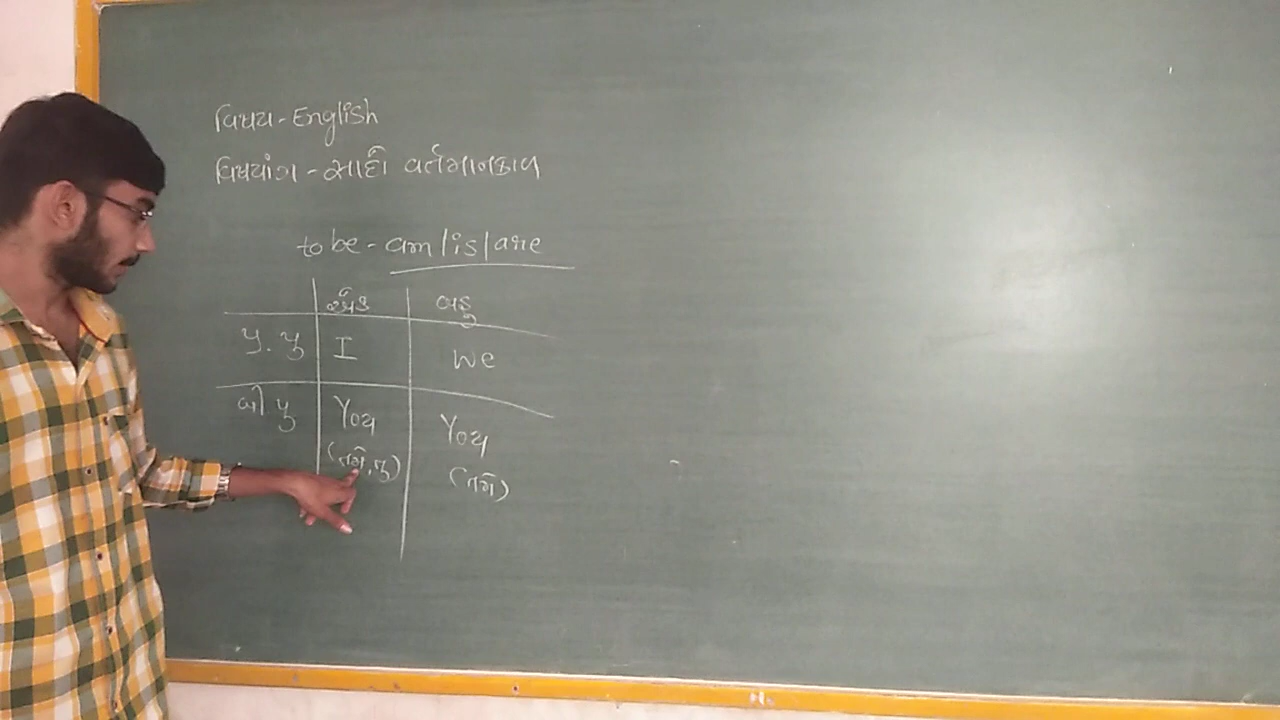 વિષય - English
વિષયાંગ - સાદો વર્તમાનકાળ
to be - am/is/are
એક બહુ
પુ. પુ I We
બી. પુ You You
(તમે, તુ) (તમે)